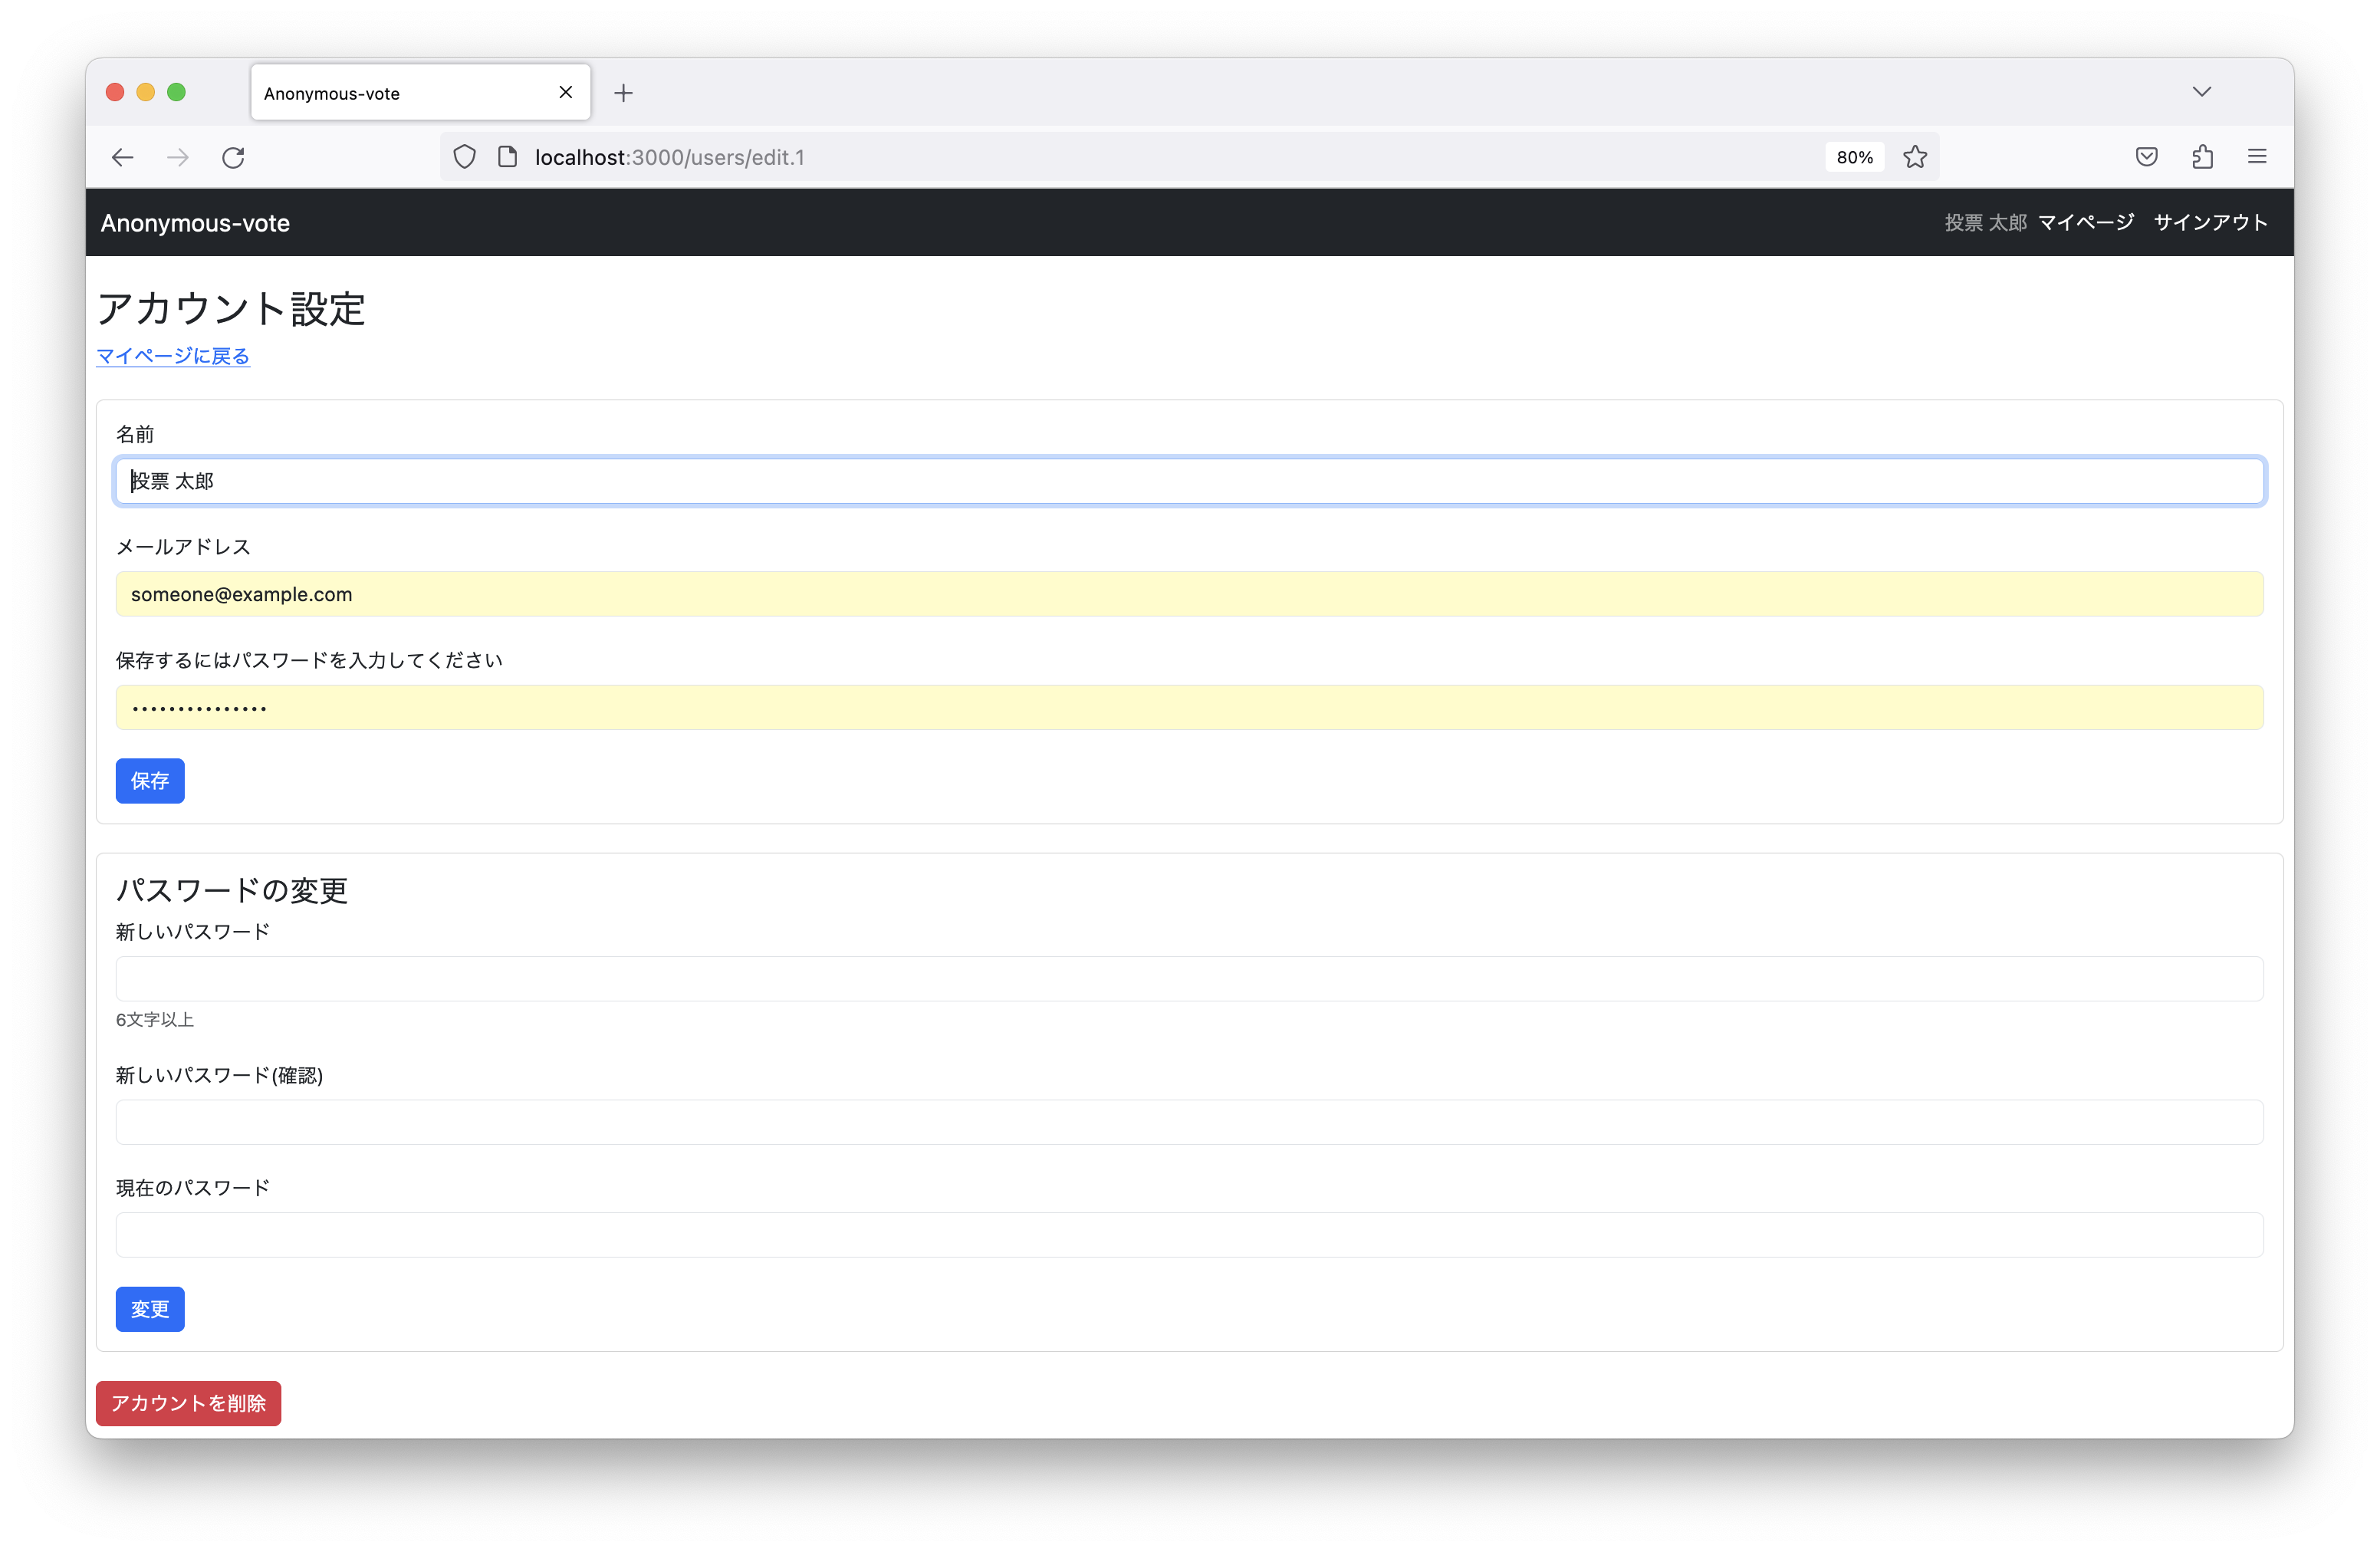 Anonymous-vote
localhost:3000/users/edit.1
80%
Anonymous-vote
投票 太郎 マイページ サインアウト
アカウント設定
マイページに戻る
名前
投票 太郎
メールアドレス
someone@example.com
保存するにはパスワードを入力してください
•••••••••••••••
保存
パスワードの変更
新しいパスワード
6文字以上
新しいパスワード(確認)
現在のパスワード
変更
アカウントを削除